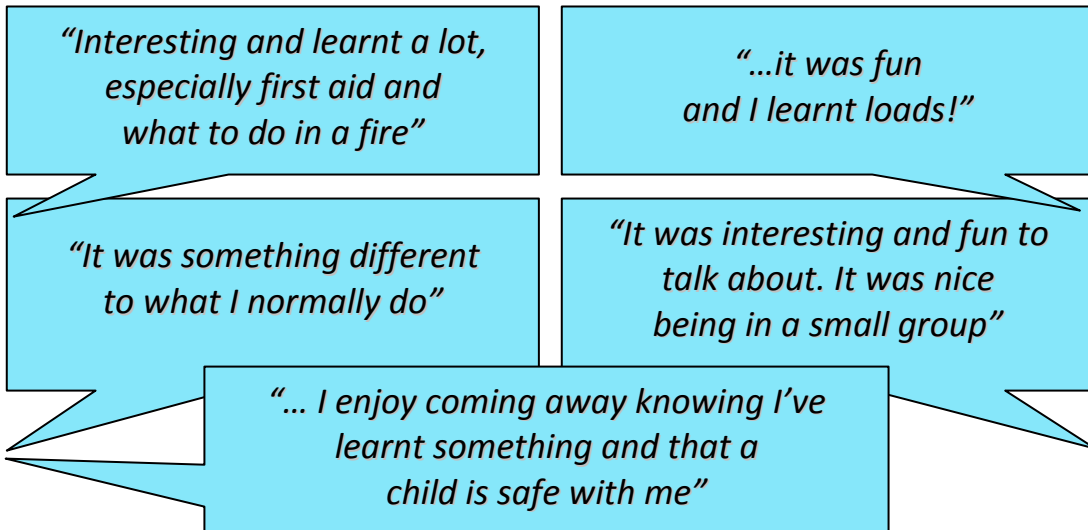 “Interesting and learnt a lot,
especially first aid and
what to do in a fire”
“…it was fun
and I learnt loads!”
“It was something different
to what I normally do”
“It was interesting and fun to
talk about. It was nice
being in a small group”
“… I enjoy coming away knowing I’ve
learnt something and that a
child is safe with me”